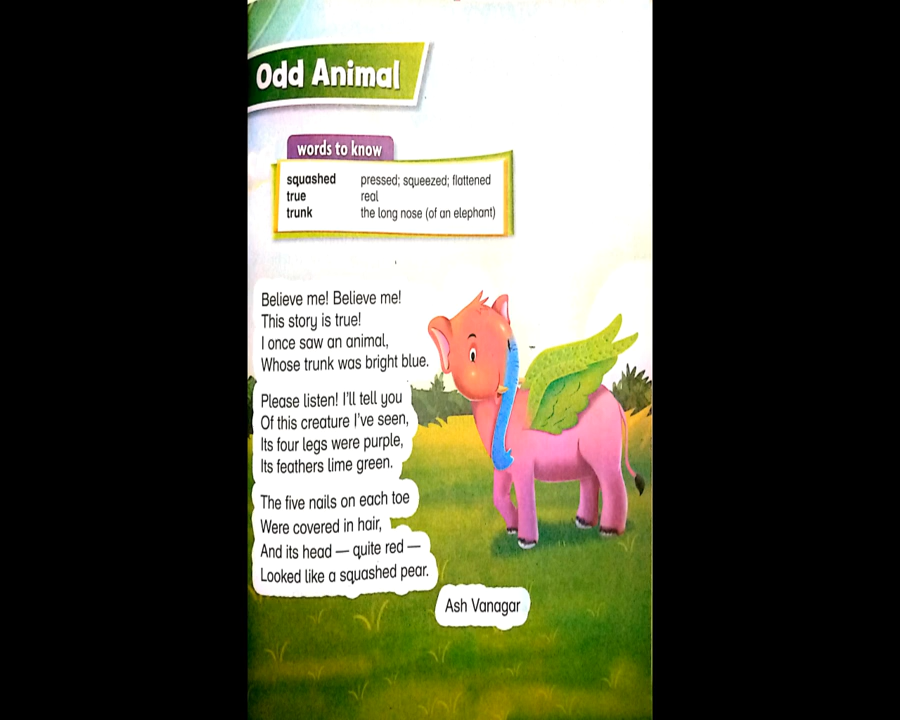 Odd Animal
words to know
squashed pressed; squeezed; flattened
true real
trunk the long nose (of an elephant)
Believe me! Believe me!
This story is true!
I once saw an animal,
Whose trunk was bright blue.
Please listen! I'll tell you
Of this creature I've seen,
Its four legs were purple,
Its feathers lime green.
The five nails on each toe
Were covered in hair,
And its head — quite red —
Looked like a squashed pear.
Ash Vanagar